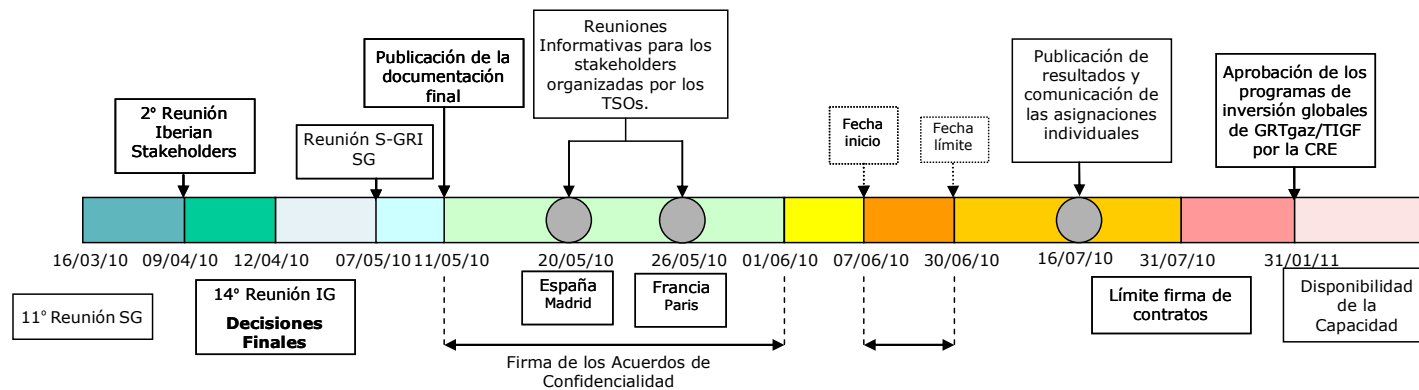 Reuniones
Informativas para los
stakeholders
organizadas por los
TSOs.
Publicación de la
documentación
final
Publicación de
resultados y
comunicación de
las asignaciones
individuales
Aprobación de los
programas de
inversión globales
de GRTgaz/TIGF
por la CRE
2° Reunión
Iberian
Stakeholders
Reunión S-GRI
SG
Fecha
inicio
Fecha
límite
16/03/10
09/04/10
12/04/10
07/05/10
11/05/10
20/05/10
26/05/10
01/06/10
07/06/10
30/06/10
16/07/10
31/07/10
31/01/11
11° Reunión SG
14° Reunión IG
Decisiones
Finales
España
Madrid
Francia
Paris
Límite firma de
contratos
Disponibilidad
de la
Capacidad
Firma de los Acuerdos de
Confidencialidad